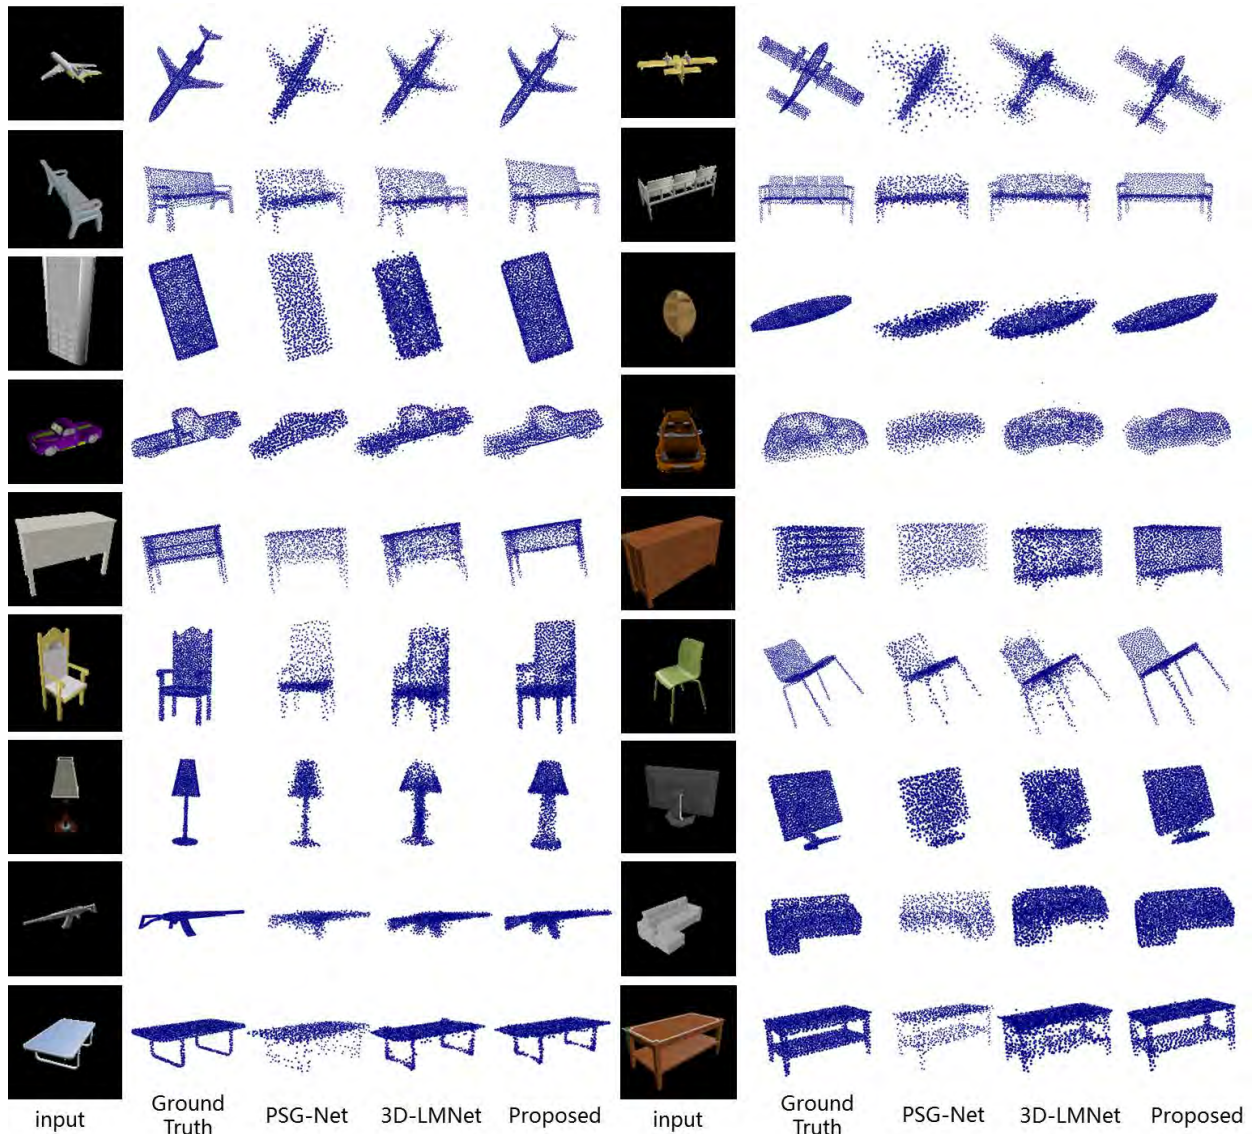 input
Ground
Truth
PSG-Net
3D-LMNet
Proposed
input
Ground
Truth
PSG-Net
3D-LMNet
Proposed